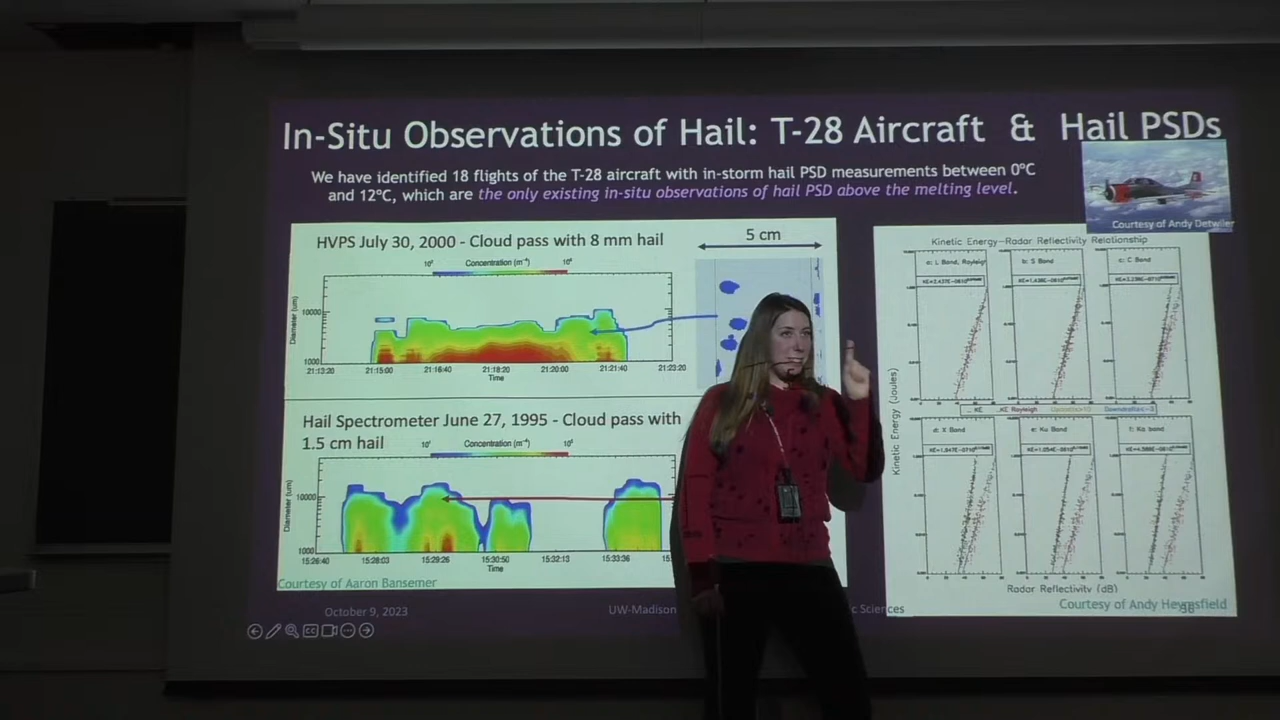 In-Situ Observations of Hail: T-28 Aircraft & Hail PSDs
We have identified 18 flights of the T-28 aircraft with in-storm hail PSD measurements between 0ºC
and 12ºC, which are the only existing in-situ observations of hail PSD above the melting level.
Courtesy of Andy Detwiler
HVPS July 30, 2000 - Cloud pass with 8 mm hail
5 cm
Concentration (m⁻⁴)
Diameter (um)
10000
1000
21:13:20 21:15:00 21:16:40 21:18:20 21:20:00 21:21:40 21:23:20
Time
Hail Spectrometer June 27, 1995 - Cloud pass with
1.5 cm hail
Concentration (m⁻⁴)
Diameter (um)
10000
1000
15:26:40 15:28:03 15:29:26 15:30:50 15:32:13 15:33:36
Time
Courtesy of Aaron Bansemer
Kinetic Energy-Radar Reflectivity Relationship
a: L Band, Rayleigh
b: S Band
c: C Band
KE Rayleigh
d: X Band
e: Ku Band
f: Ka band
Kinetic Energy (Joules)
Radar Reflectivity (dB)
Courtesy of Andy Heymsfield
October 9, 2023
UW-Madison
Sciences
36
CC